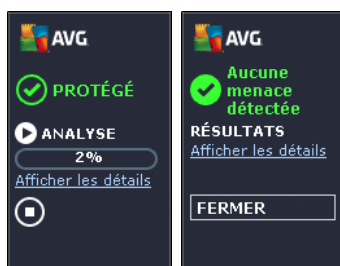 AVG
PROTÉGÉ
ANALYSE
2%
Afficher les détails
AVG
Aucune
menace
détectée
RÉSULTATS
Afficher les détails
FERMER